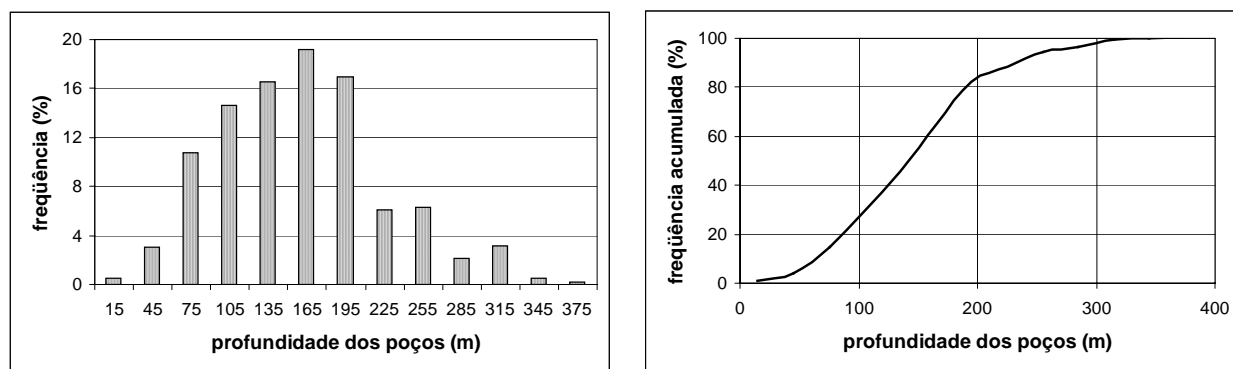 freqüência (%)
20
16
12
8
4
0
15 45 75 105 135 165 195 225 255 285 315 345 375
profundidade dos poços (m)
freqüência acumulada (%)
100
80
60
40
20
0
0 100 200 300 400
profundidade dos poços (m)